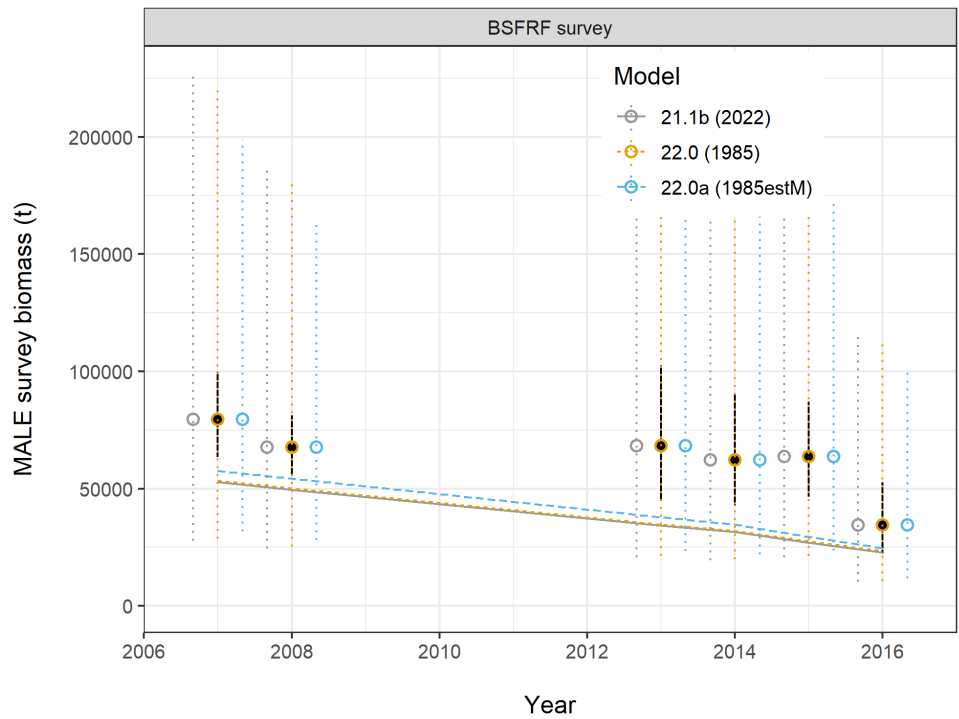 BSFRF survey
Model
21.1b (2022)
22.0 (1985)
22.0a (1985estM)
MALE survey biomass (t)
200000
150000
100000
50000
0
2006
2008
2010
2012
2014
2016
Year